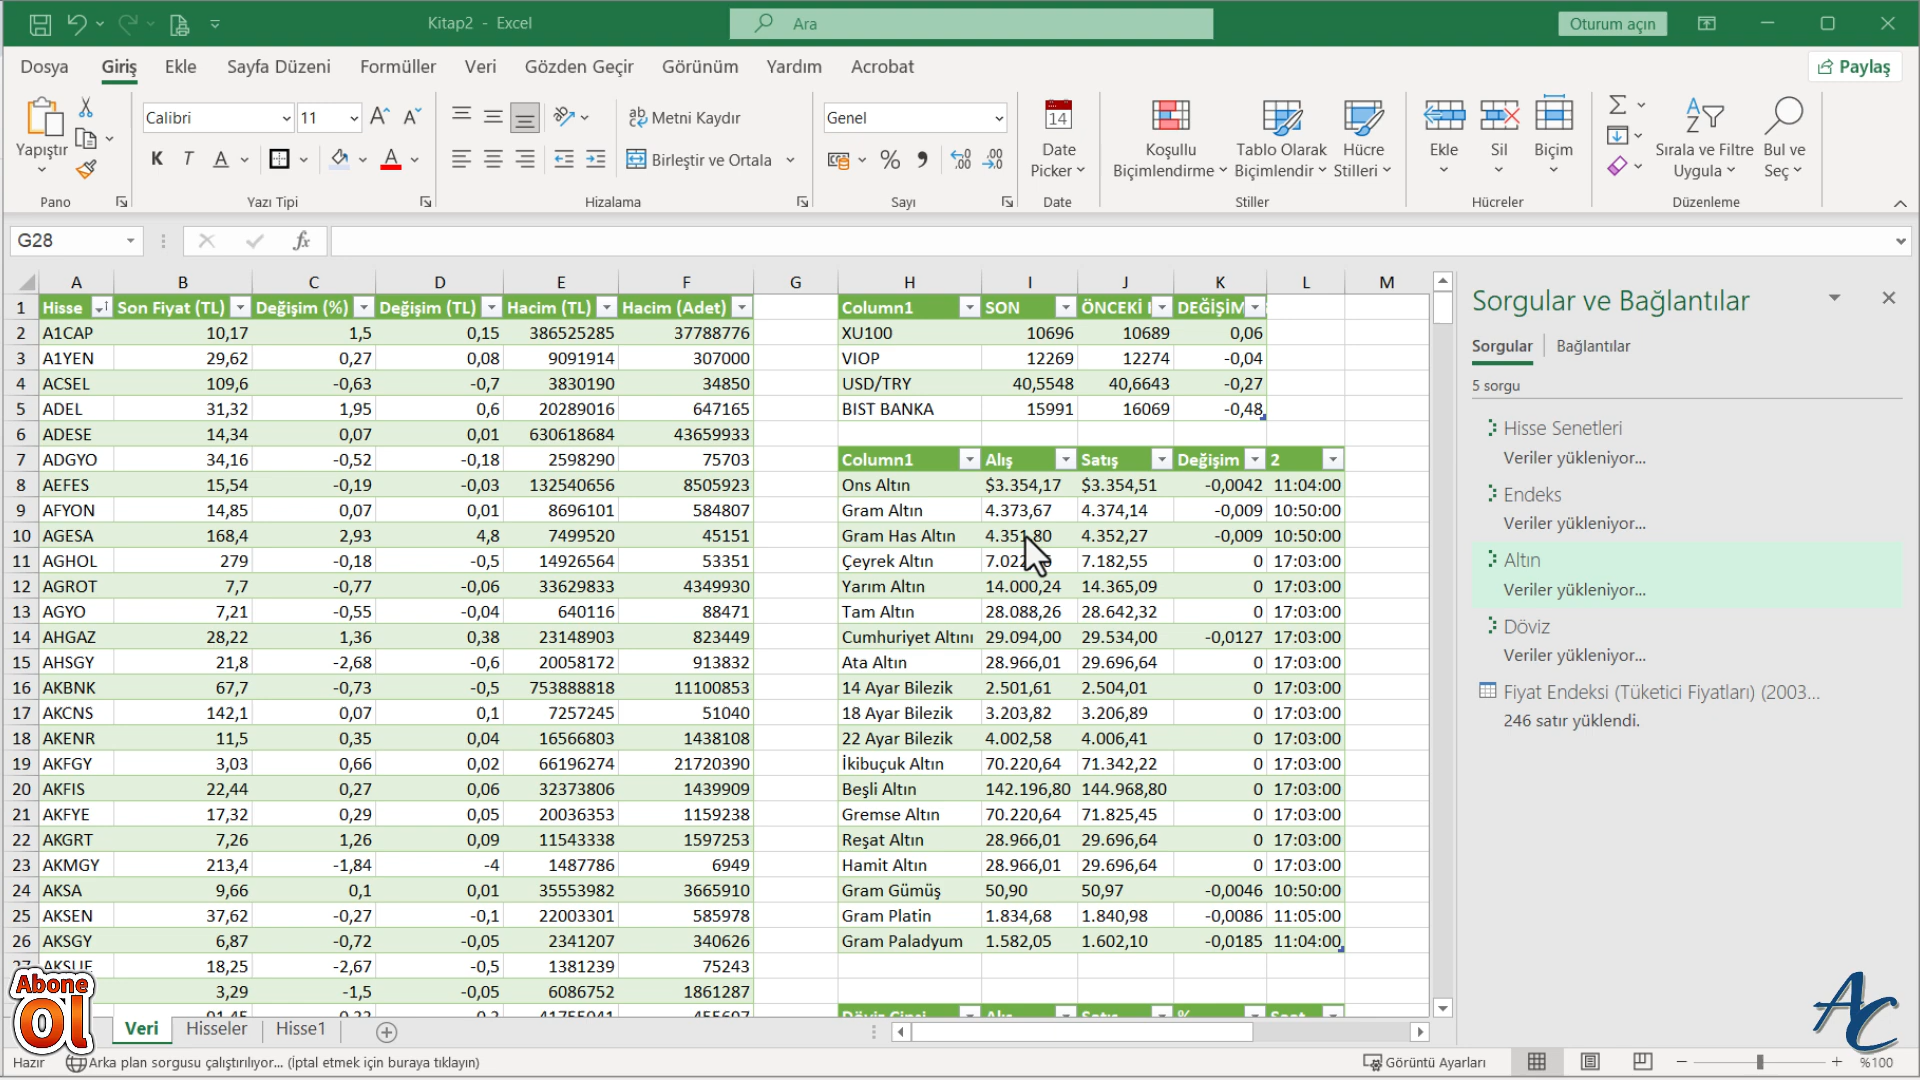 Kitap2 - Excel
Ara
Oturum açın
Dosya Giriş Ekle Sayfa Düzeni Formüller Veri Gözden Geçir Görünüm Yardım Acrobat
Paylaş
Yapıştır
Calibri 11
K T A A
Metni Kaydır
Birleştir ve Ortala
Genel
14
Date Picker
Koşullu Biçimlendirme
Tablo Olarak Biçimlendir
Hücre Stilleri
Ekle Sil Biçim
Sırala ve Filtre Uygula
Bul ve Seç
Pano Yazı Tipi Hizalama Sayı Date Stiller Hücreler Düzenleme
G28 fx
A B C D E F G H I J K L M
1 Hisse Son Fiyat (TL) Değişim (%) Değişim (TL) Hacim (TL) Hacim (Adet) Column1 SON ÖNCEKİ DEĞİŞİM
2 A1CAP 10,17 1,5 0,15 386525285 37788776 XU100 10696 10689 0,06
3 A1YEN 29,62 0,27 0,08 9091914 307000 VIOP 12269 12274 -0,04
4 ACSEL 109,6 -0,63 -0,7 3830190 34850 USD/TRY 40,5548 40,6643 -0,27
5 ADEL 31,32 1,95 0,6 20289016 647165 BIST BANKA 15991 16069 -0,48
6 ADESE 14,34 0,07 0,01 630618684 43659933
7 ADGYO 34,16 -0,52 -0,18 2598290 75703 Column1 Alış Satış Değişim 2
8 AEFES 15,54 -0,19 -0,03 132540656 8505923 Ons Altın $3.354,17 $3.354,51 -0,0042 11:04:00
9 AFYON 14,85 0,07 0,01 8696101 584807 Gram Altın 4.373,67 4.374,14 -0,009 10:50:00
10 AGESA 168,4 2,93 4,8 7499520 45151 Gram Has Altın 4.351,80 4.352,27 -0,009 10:50:00
11 AGHOL 279 -0,18 -0,5 14926564 53351 Çeyrek Altın 7.182,55 0 17:03:00
12 AGROT 7,7 -0,77 -0,06 33629833 4349930 Yarım Altın 14.000,24 14.365,09 0 17:03:00
13 AGYO 7,21 -0,55 -0,04 640116 88471 Tam Altın 28.088,26 28.642,32 0 17:03:00
14 AHGAZ 28,22 1,36 0,38 23148903 823449 Cumhuriyet Altını 29.094,00 29.534,00 -0,0127 17:03:00
15 AHSGY 21,8 -2,68 -0,6 20058172 913832 Ata Altın 28.966,01 29.696,64 0 17:03:00
16 AKBNK 67,7 -0,73 -0,5 753888818 11100853 14 Ayar Bilezik 2.501,61 2.504,01 0 17:03:00
17 AKCNS 142,1 0,07 0,1 7257245 51040 18 Ayar Bilezik 3.203,82 3.206,89 0 17:03:00
18 AKENR 11,5 0,35 0,04 16566803 1438108 22 Ayar Bilezik 4.002,58 4.006,41 0 17:03:00
19 AKFGY 3,03 0,66 0,02 66196274 21720390 İkibuçuk Altın 70.220,64 71.342,22 0 17:03:00
20 AKFIS 22,44 0,27 0,06 32373806 1439909 Beşli Altın 142.196,80 144.968,80 0 17:03:00
21 AKFYE 17,32 0,29 0,05 20036353 1159238 Gremse Altın 70.220,64 71.825,45 0 17:03:00
22 AKGRT 7,26 1,26 0,09 11543338 1597253 Reşat Altın 28.966,01 29.696,64 0 17:03:00
23 AKMGY 213,4 -1,84 -4 1487786 6949 Hamit Altın 28.966,01 29.696,64 0 17:03:00
24 AKSA 9,66 0,1 0,01 35553982 3665910 Gram Gümüş 50,90 50,97 -0,0046 10:50:00
25 AKSEN 37,62 -0,27 -0,1 22003301 585978 Gram Platin 1.834,68 1.840,98 -0,0086 11:05:00
26 AKSGY 6,87 -0,72 -0,05 2341207 340626 Gram Paladyum 1.582,05 1.602,10 -0,0185 11:04:00
18,25 -2,67 -0,5 1381239 75243
3,29 -1,5 -0,05 6086752 1861287
Sorgular ve Bağlantılar
Sorgular Bağlantılar
5 sorgu
Hisse Senetleri
Veriler yükleniyor...
Endeks
Veriler yükleniyor...
Altın
Veriler yükleniyor...
Döviz
Veriler yükleniyor...
Fiyat Endeksi (Tüketici Fiyatları) (2003...
246 satır yüklendi.
Abone Ol
AC
Veri Hisseler Hisse1
Hazır Arka plan sorgusu çalıştırılıyor... (İptal etmek için buraya tıklayın) Görüntü Ayarları %100